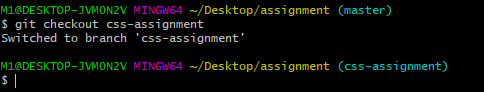 M1@DESKTOP-JVMON2V MINGW64 ~/Desktop/assignment (master)
$ git checkout css-assignment
Switched to branch 'css-assignment'
M1@DESKTOP-JVMON2V MINGW64 ~/Desktop/assignment (css-assignment)
$